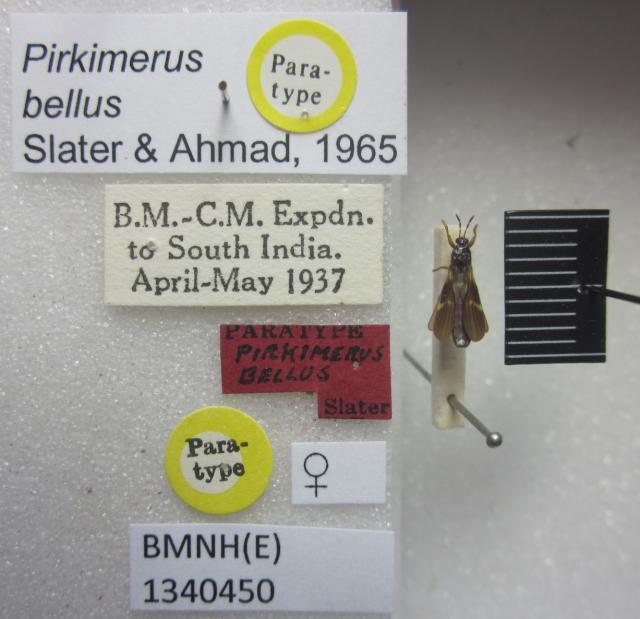 Pirkimerus
bellus
Slater & Ahmad, 1965
Para-
type
B.M.-C.M. Expdn.
to South India.
April-May 1937
PARATYPE
PIRKIMERUS
BELLUS
Slater
Para-
type
♀
BMNH(E)
1340450